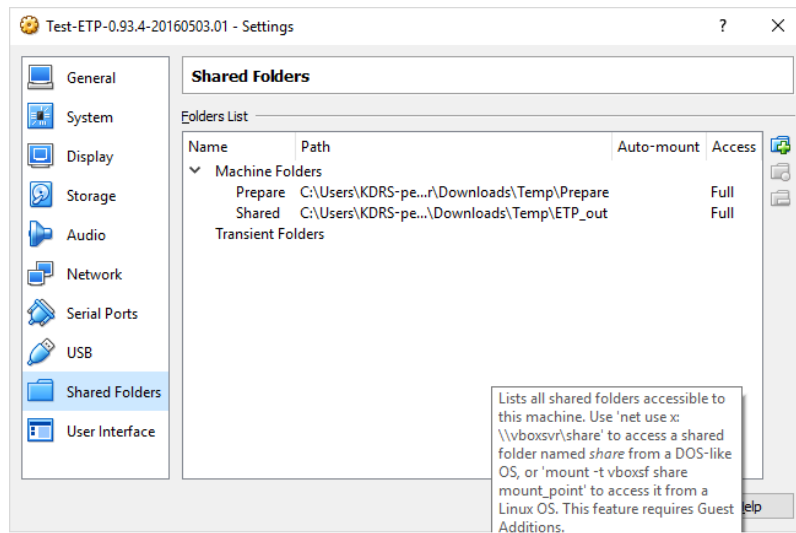 Test-ETP-0.93.4-20160503.01 - Settings ?
General
System
Display
Storage
Audio
Network
Serial Ports
USB
Shared Folders
User Interface
Shared Folders
Folders List
Name Path Auto-mount Access
Machine Folders
Prepare C:\Users\KDRS-pe...r\Downloads\Temp\Prepare Full
Shared C:\Users\KDRS-pe...\Downloads\Temp\ETP_out Full
Transient Folders
Lists all shared folders accessible to
this machine. Use 'net use x:
\\vboxsvr\share' to access a shared
folder named share from a DOS-like
OS, or 'mount -t vboxsf share
mount_point' to access it from a
Linux OS. This feature requires Guest
Additions.
elp